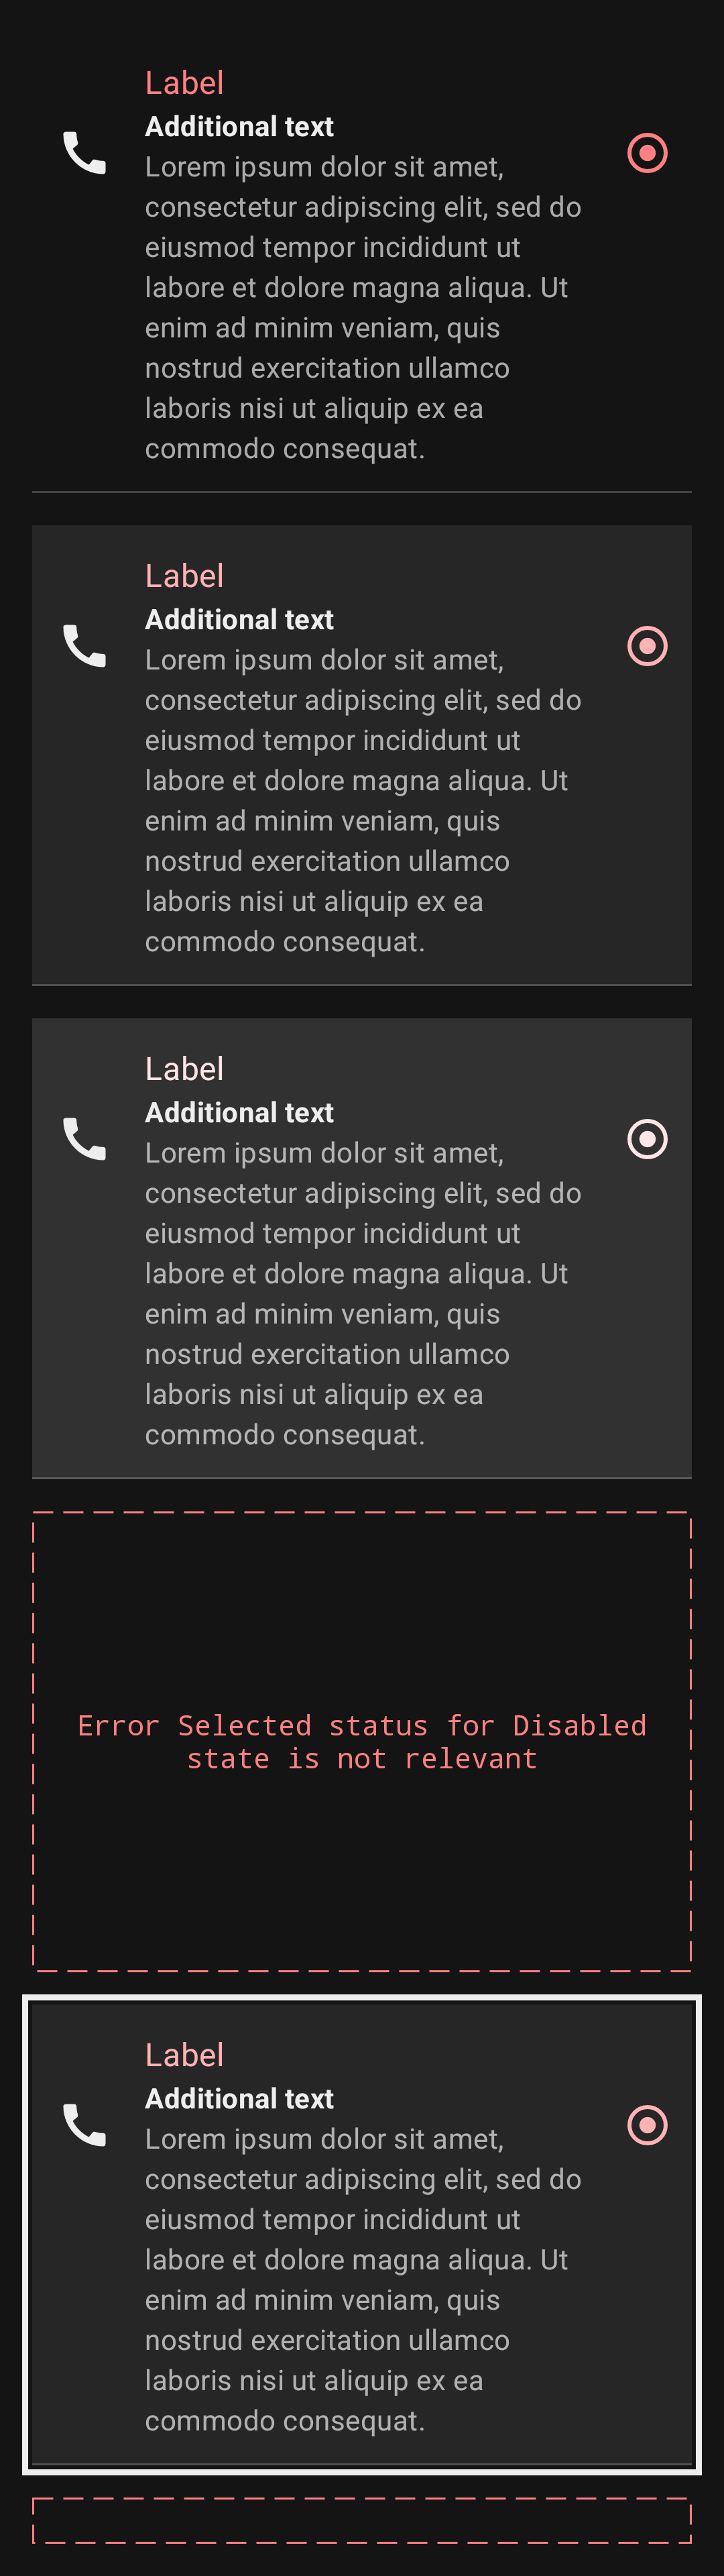 Label
Additional text
Lorem ipsum dolor sit amet,
consectetur adipiscing elit, sed do
eiusmod tempor incididunt ut
labore et dolore magna aliqua. Ut
enim ad minim veniam, quis
nostrud exercitation ullamco
laboris nisi ut aliquip ex ea
commodo consequat.
Label
Additional text
Lorem ipsum dolor sit amet,
consectetur adipiscing elit, sed do
eiusmod tempor incididunt ut
labore et dolore magna aliqua. Ut
enim ad minim veniam, quis
nostrud exercitation ullamco
laboris nisi ut aliquip ex ea
commodo consequat.
Label
Additional text
Lorem ipsum dolor sit amet,
consectetur adipiscing elit, sed do
eiusmod tempor incididunt ut
labore et dolore magna aliqua. Ut
enim ad minim veniam, quis
nostrud exercitation ullamco
laboris nisi ut aliquip ex ea
commodo consequat.
Error Selected status for Disabled
state is not relevant
Label
Additional text
Lorem ipsum dolor sit amet,
consectetur adipiscing elit, sed do
eiusmod tempor incididunt ut
labore et dolore magna aliqua. Ut
enim ad minim veniam, quis
nostrud exercitation ullamco
laboris nisi ut aliquip ex ea
commodo consequat.